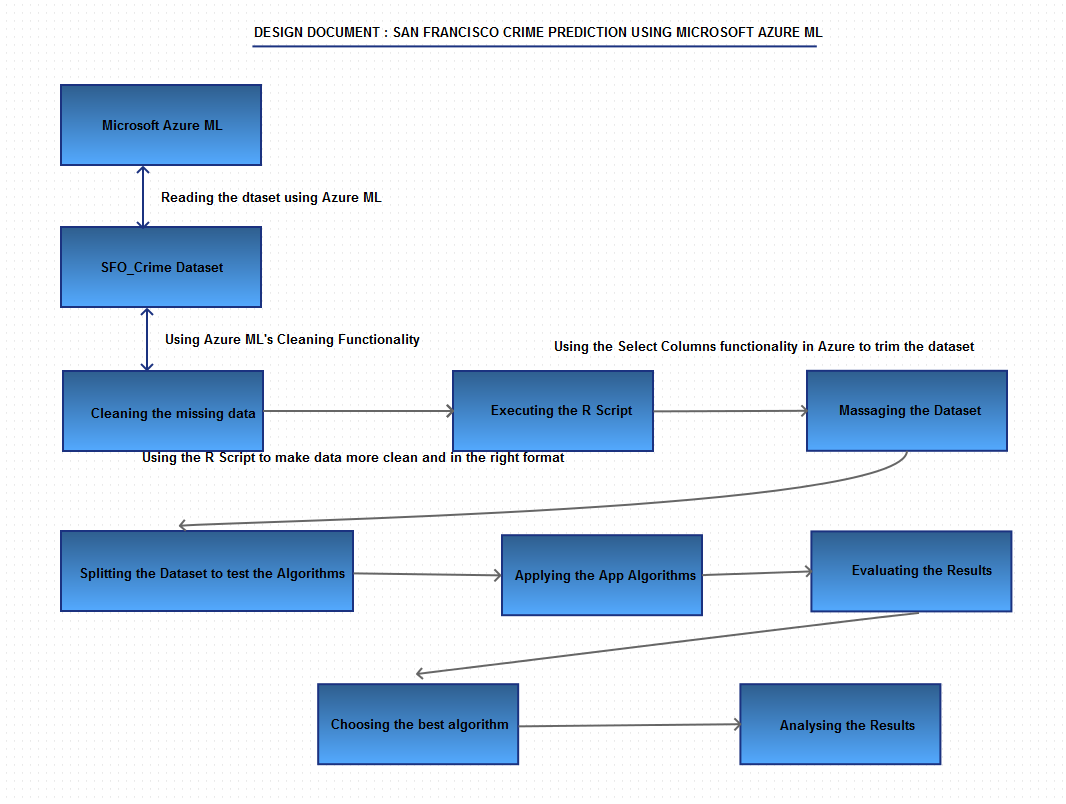 DESIGN DOCUMENT : SAN FRANCISCO CRIME PREDICTION USING MICROSOFT AZURE ML
Microsoft Azure ML
Reading the dtaset using Azure ML
SFO_Crime Dataset
Using Azure ML's Cleaning Functionality
Using the Select Columns functionality in Azure to trim the dataset
Cleaning the missing data
Executing the R Script
Massaging the Dataset
Using the R Script to make data more clean and in the right format
Splitting the Dataset to test the Algorithms
Applying the App Algorithms
Evaluating the Results
Choosing the best algorithm
Analysing the Results